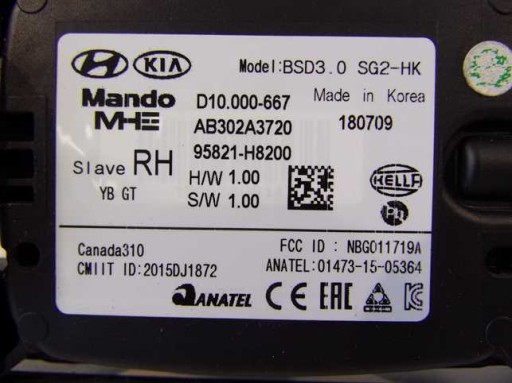 HYUNDAI KIA Model:BSD3.0 SG2-HK
Mando D10.000-667 Made in Korea
MHE AB302A3720 180709
95821-H8200
Slave RH H/W 1.00 HELLA
YB GT S/W 1.00
Canada310 FCC ID : NBG011719A
CMIIT ID:2015DJ1872 ANATEL:01473-15-05364
ANATEL CE EAC